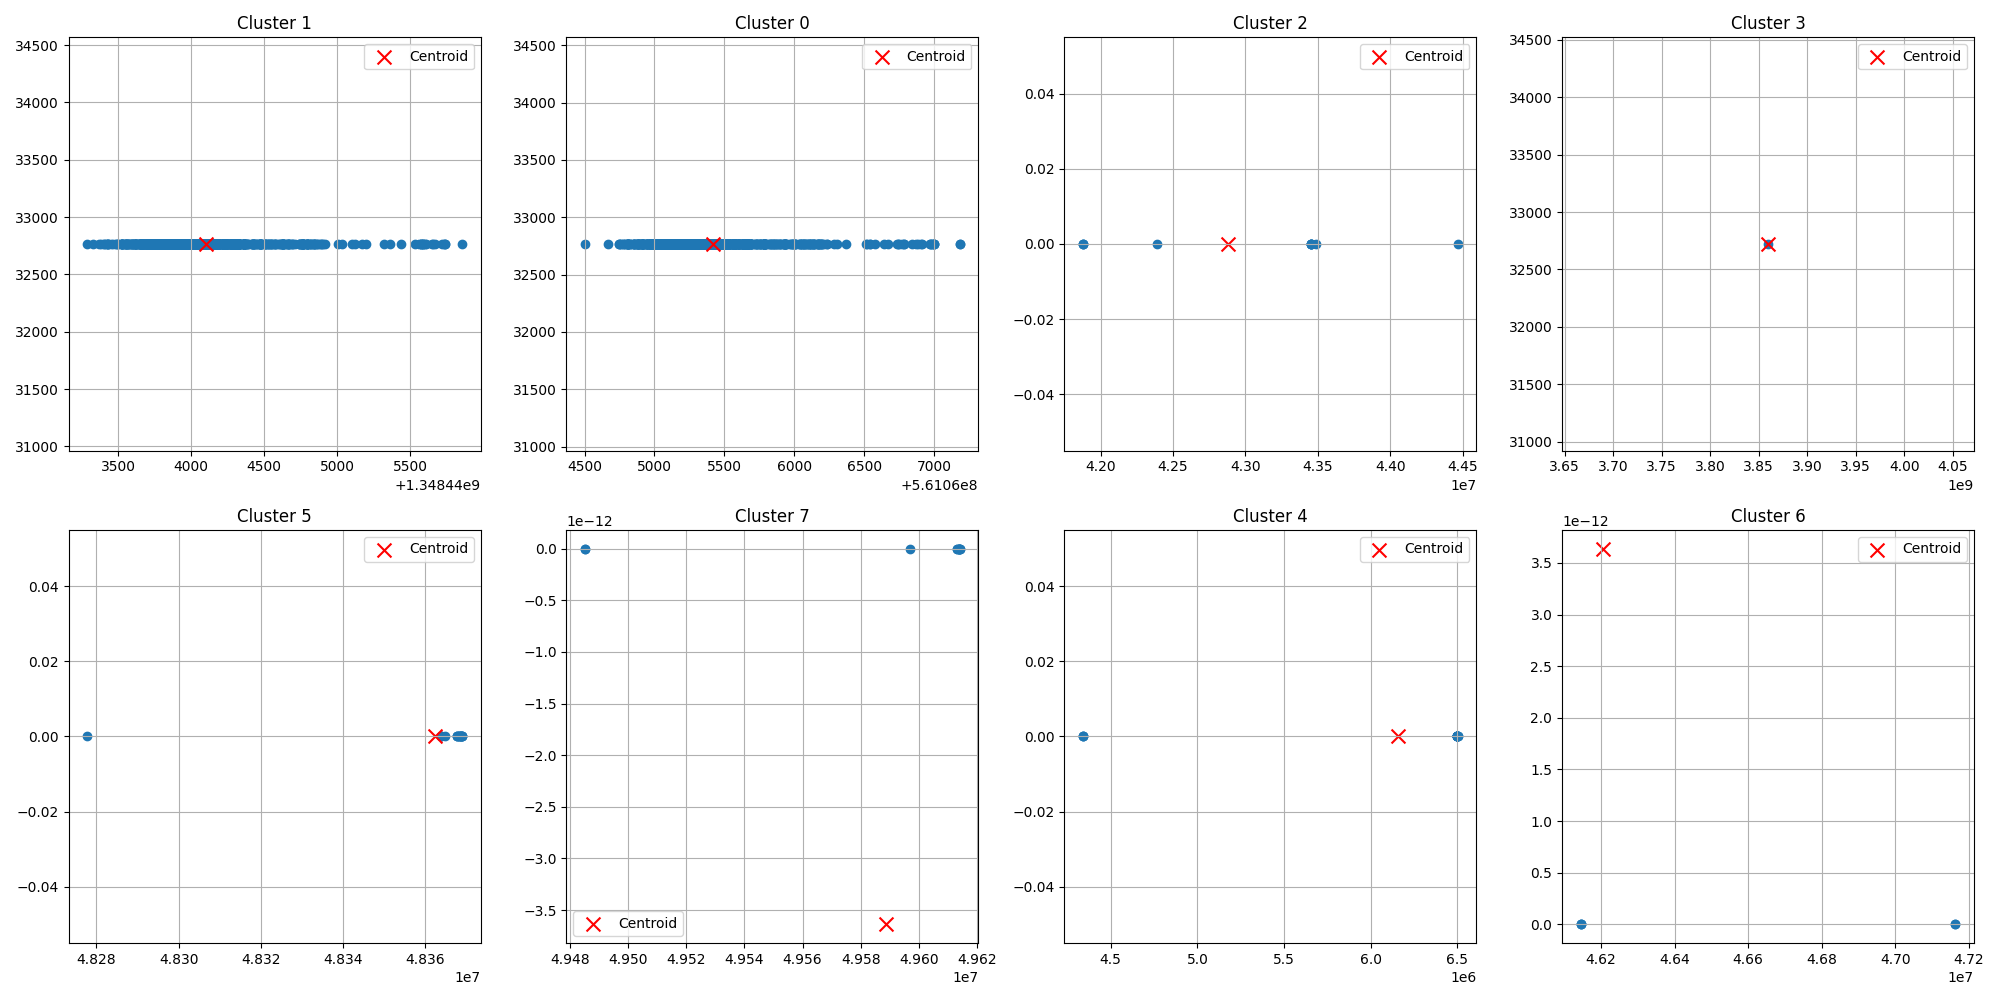 Cluster 1
Centroid
34500
34000
33500
33000
32500
32000
31500
31000
3500 4000 4500 5000 5500
+1.34844e9
Cluster 0
Centroid
34500
34000
33500
33000
32500
32000
31500
31000
4500 5000 5500 6000 6500 7000
+5.6106e8
Cluster 2
Centroid
0.04
0.02
0.00
−0.02
−0.04
4.20 4.25 4.30 4.35 4.40 4.45
1e7
Cluster 3
Centroid
34500
34000
33500
33000
32500
32000
31500
31000
3.65 3.70 3.75 3.80 3.85 3.90 3.95 4.00 4.05
1e9
Cluster 5
Centroid
0.04
0.02
0.00
−0.02
−0.04
4.828 4.830 4.832 4.834 4.836
1e7
Cluster 7
1e−12
0.0
−0.5
−1.0
−1.5
−2.0
−2.5
−3.0
−3.5
Centroid
4.948 4.950 4.952 4.954 4.956 4.958 4.960 4.962
1e7
Cluster 4
Centroid
0.04
0.02
0.00
−0.02
−0.04
4.5 5.0 5.5 6.0 6.5
1e6
Cluster 6
1e−12
Centroid
3.5
3.0
2.5
2.0
1.5
1.0
0.5
0.0
4.62 4.64 4.66 4.68 4.70 4.72
1e7